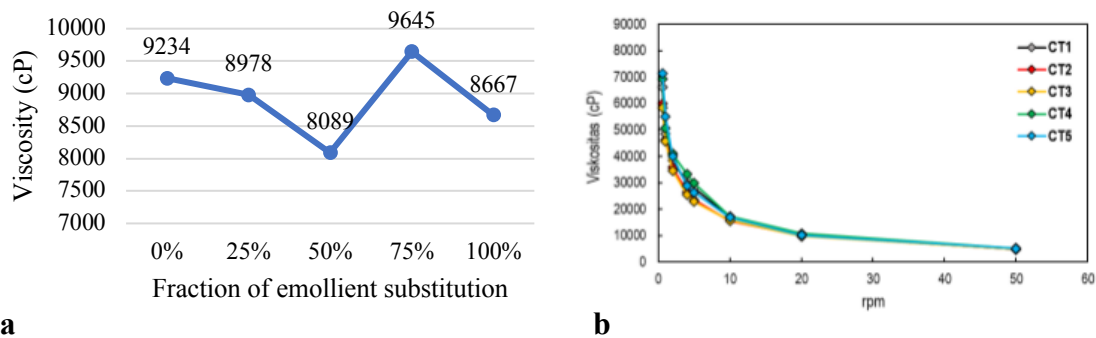 10000
9500
9000
8500
8000
7500
7000
Viscosity (cP)
9234
8978
8089
9645
8667
0% 25% 50% 75% 100%
Fraction of emollient substitution
a
90000
80000
70000
60000
50000
40000
30000
20000
10000
0
Viskositas (cP)
CT1
CT2
CT3
CT4
CT5
0 10 20 30 40 50 60
rpm
b